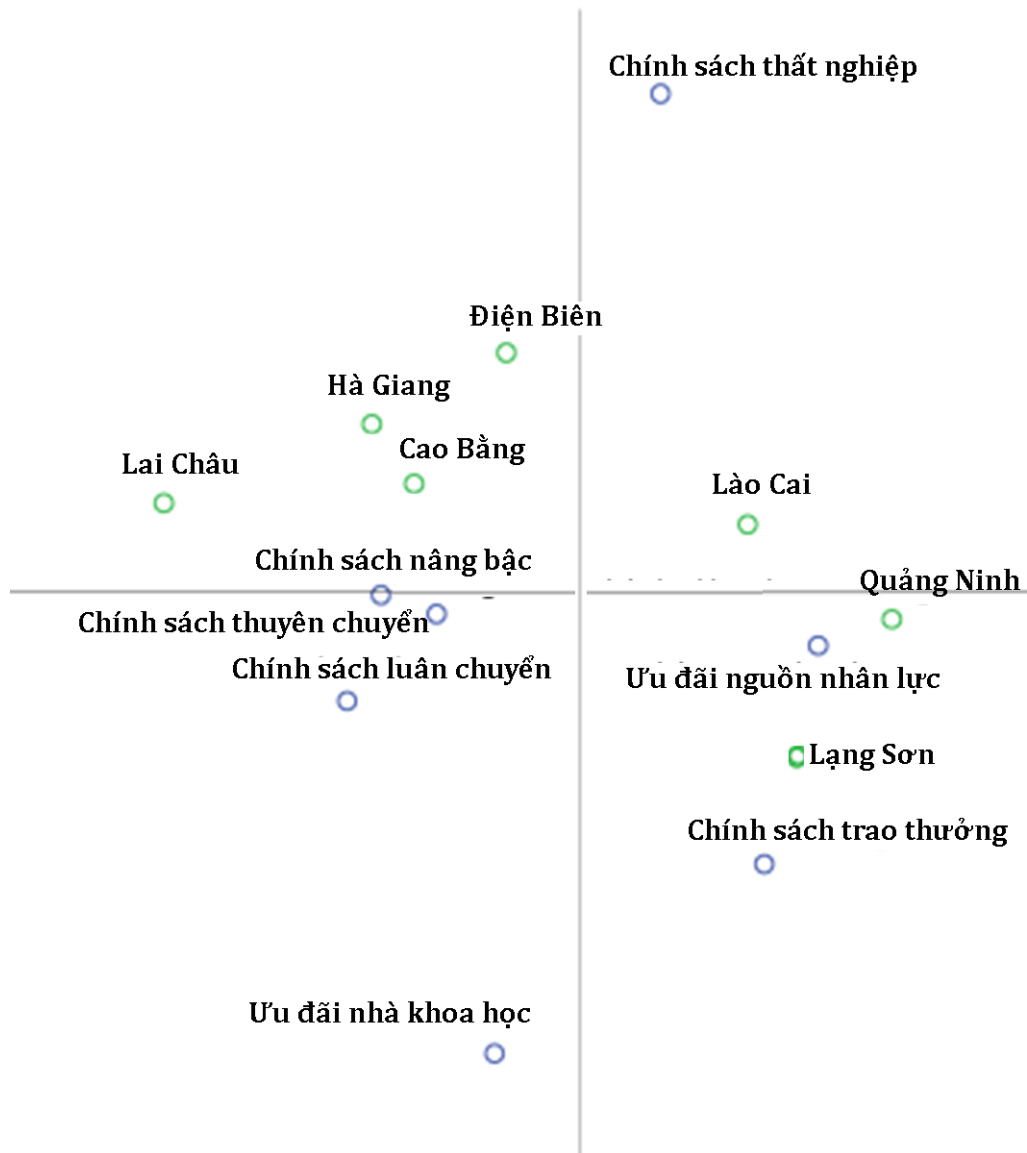 Chính sách thất nghiệp
Điện Biên
Hà Giang
Cao Bằng
Lai Châu
Lào Cai
Chính sách nâng bậc
Quảng Ninh
Chính sách thuyên chuyển
Chính sách luân chuyển
Ưu đãi nguồn nhân lực
Lạng Sơn
Chính sách trao thưởng
Ưu đãi nhà khoa học